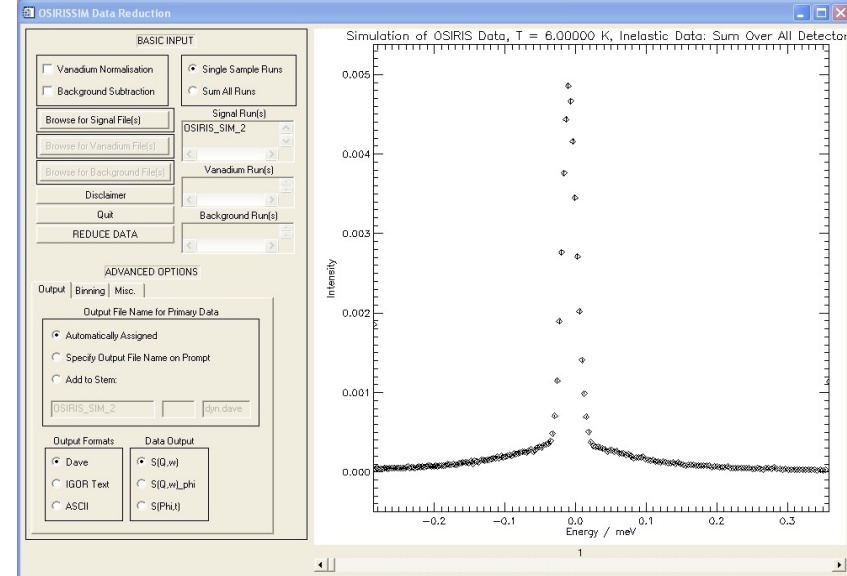 OSIRISSIM Data Reduction
BASIC INPUT
Vanadium Normalisation
Background Subtraction
Single Sample Runs
Sum All Runs
Browse for Signal File(s)
Browse for Vanadium File(s)
Browse for Background File(s)
Disclaimer
Quit
REDUCE DATA
Signal Run(s)
OSIRIS_SIM_2
Vanadium Run(s)
Background Run(s)
ADVANCED OPTIONS
Output Binning Misc.
Output File Name for Primary Data
Automatically Assigned
Specify Output File Name on Prompt
Add to Stem:
OSIRIS_SIM_2 dyn.dave
Output Formats
Dave
IGOR Text
ASCII
Data Output
S(Q,w)
S(Q,w)_phi
S(Phi,t)
Simulation of OSIRIS Data, T = 6.00000 K, Inelastic Data: Sum Over All Detector
0.005
0.004
0.003
0.002
0.001
0.000
Intensity
-0.2 -0.1 0.0 0.1 0.2 0.3
Energy / meV
1